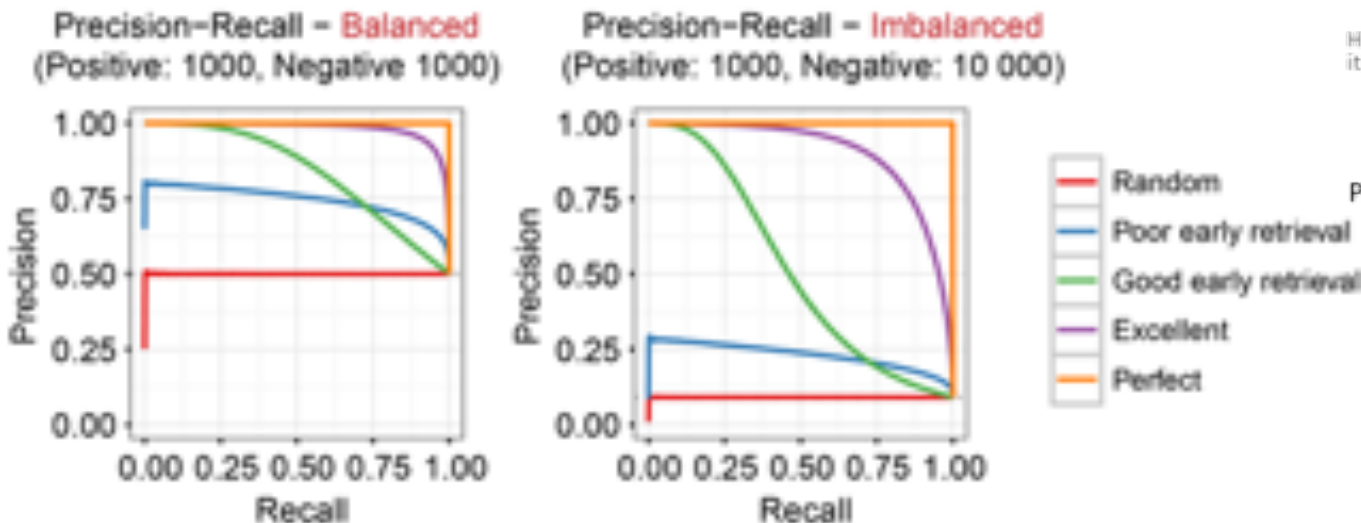 Precision-Recall - Balanced
(Positive: 1000, Negative 1000)
Precision
1.00
0.75
0.50
0.25
0.00
0.00 0.25 0.50 0.75 1.00
Recall
Precision-Recall - Imbalanced
(Positive: 1000, Negative: 10 000)
Precision
1.00
0.75
0.50
0.25
0.00
0.00 0.25 0.50 0.75 1.00
Recall
Random
Poor early retrieval
Good early retrieval
Excellent
Perfect
H
it
P